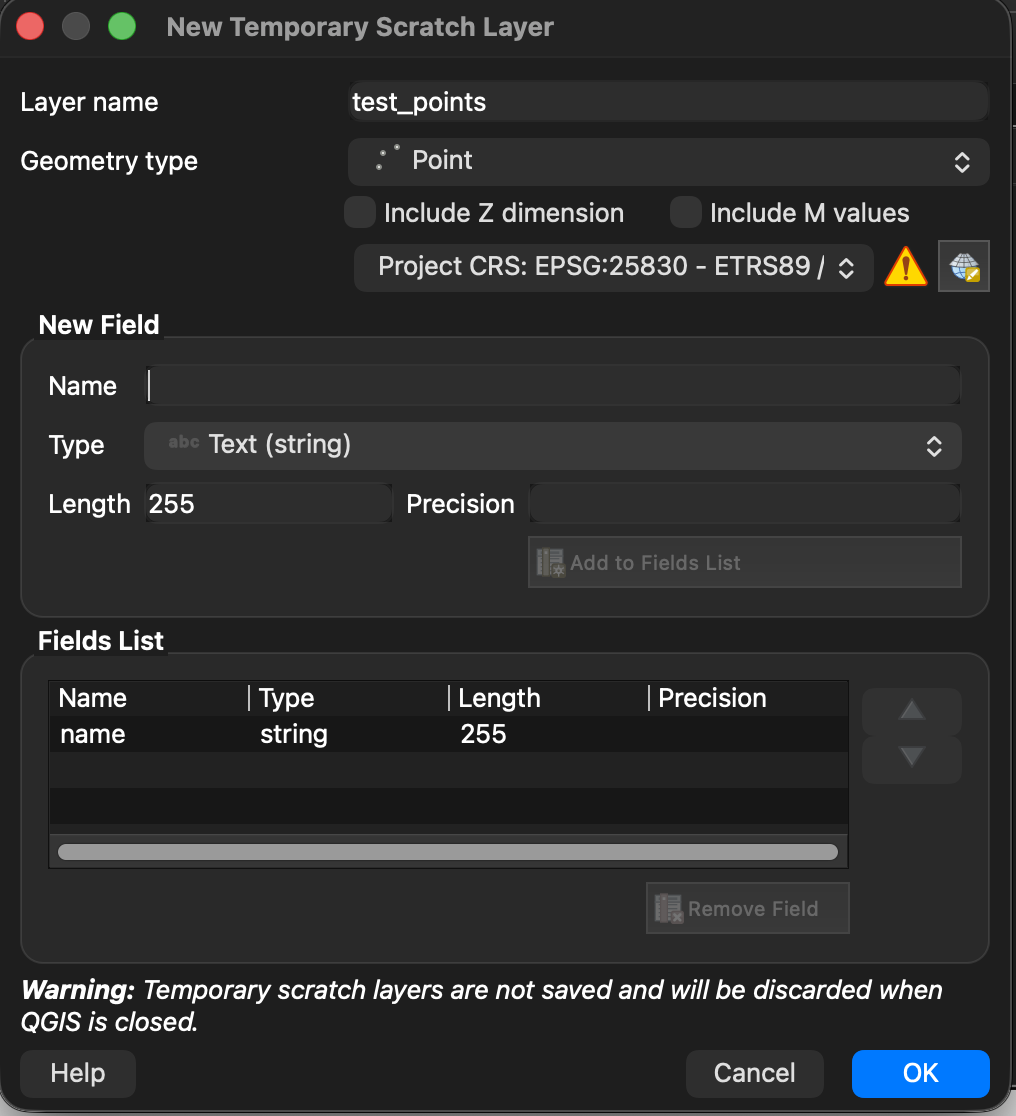 New Temporary Scratch Layer
Layer name test_points
Geometry type Point
Include Z dimension Include M values
Project CRS: EPSG:25830 - ETRS89 /
New Field
Name
Type abc Text (string)
Length 255 Precision
Add to Fields List
Fields List
Name Type Length Precision
name string 255
Remove Field
Warning: Temporary scratch layers are not saved and will be discarded when
QGIS is closed.
Help Cancel OK